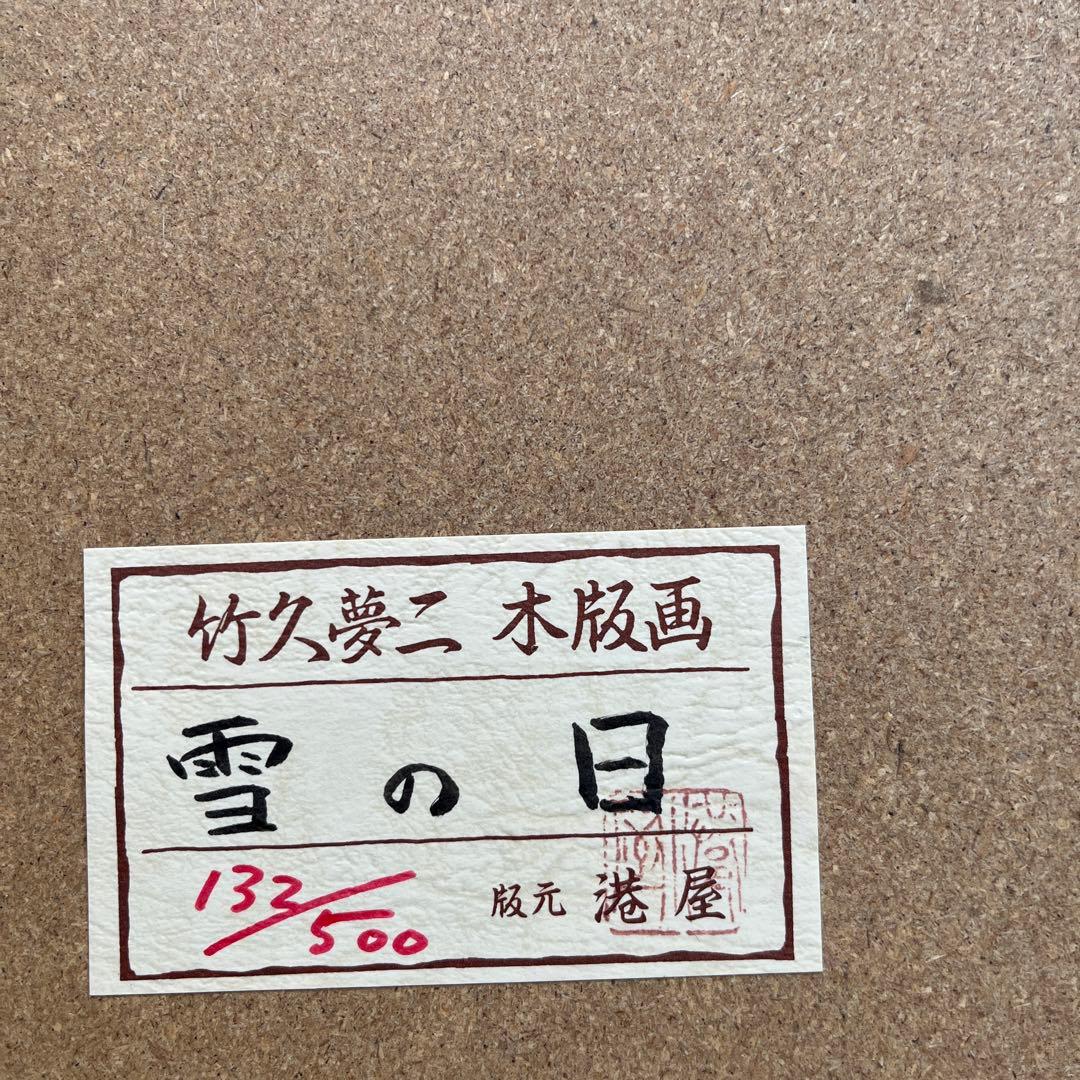 竹久夢二 木版画
雪の日
132/500
版元 港屋